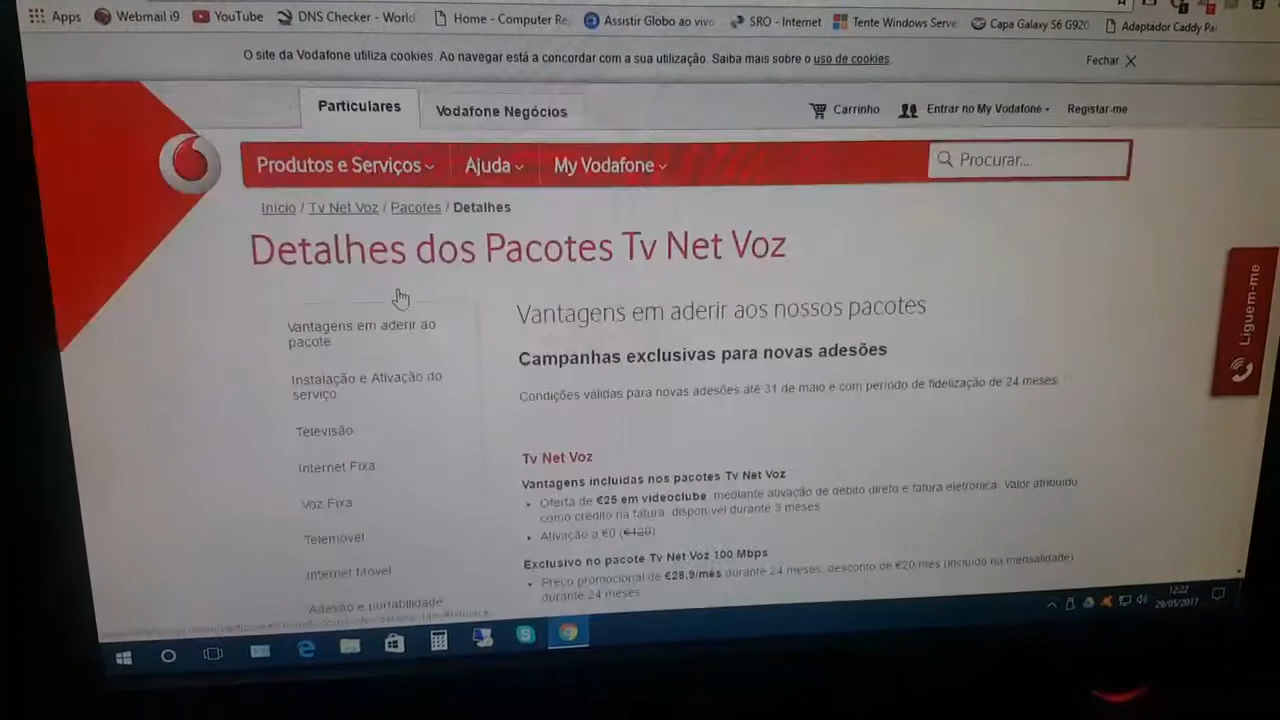 Apps Webmail i9 YouTube DNS Checker - World Home - Computer Re Assistir Globo ao vivo SRO - Internet Tente Windows Serve Capa Galaxy S6 G920 Adaptador Caddy Pa
O site da Vodafone utiliza cookies. Ao navegar está a concordar com a sua utilização. Saiba mais sobre o uso de cookies
Fechar
Particulares Vodafone Negócios Carrinho Entrar no My Vodafone Registar-me
Produtos e Serviços Ajuda My Vodafone Procurar...
Início / Tv Net Voz / Pacotes / Detalhes
Detalhes dos Pacotes Tv Net Voz
Liguem-me
Vantagens em aderir ao
pacote
Instalação e Ativação do
serviço
Televisão
Internet Fixa
Voz Fixa
Telemóvel
Internet Móvel
Adesão e portabilidade
Vantagens em aderir aos nossos pacotes
Campanhas exclusivas para novas adesões
Condições válidas para novas adesões até 31 de maio e com período de fidelização de 24 meses
Tv Net Voz
Vantagens incluídas nos pacotes Tv Net Voz
Oferta de €25 em videoclube mediante ativação de débito direto e fatura eletrónica. Valor atribuído
como crédito na fatura disponível durante 3 meses
Ativação a €0 (€420)
Exclusivo no pacote Tv Net Voz 100 Mbps
Preço promocional de €28,9/mês durante 24 meses, desconto de €20/mês (incluído na mensalidade)
durante 24 meses
12:22
29/05/2017